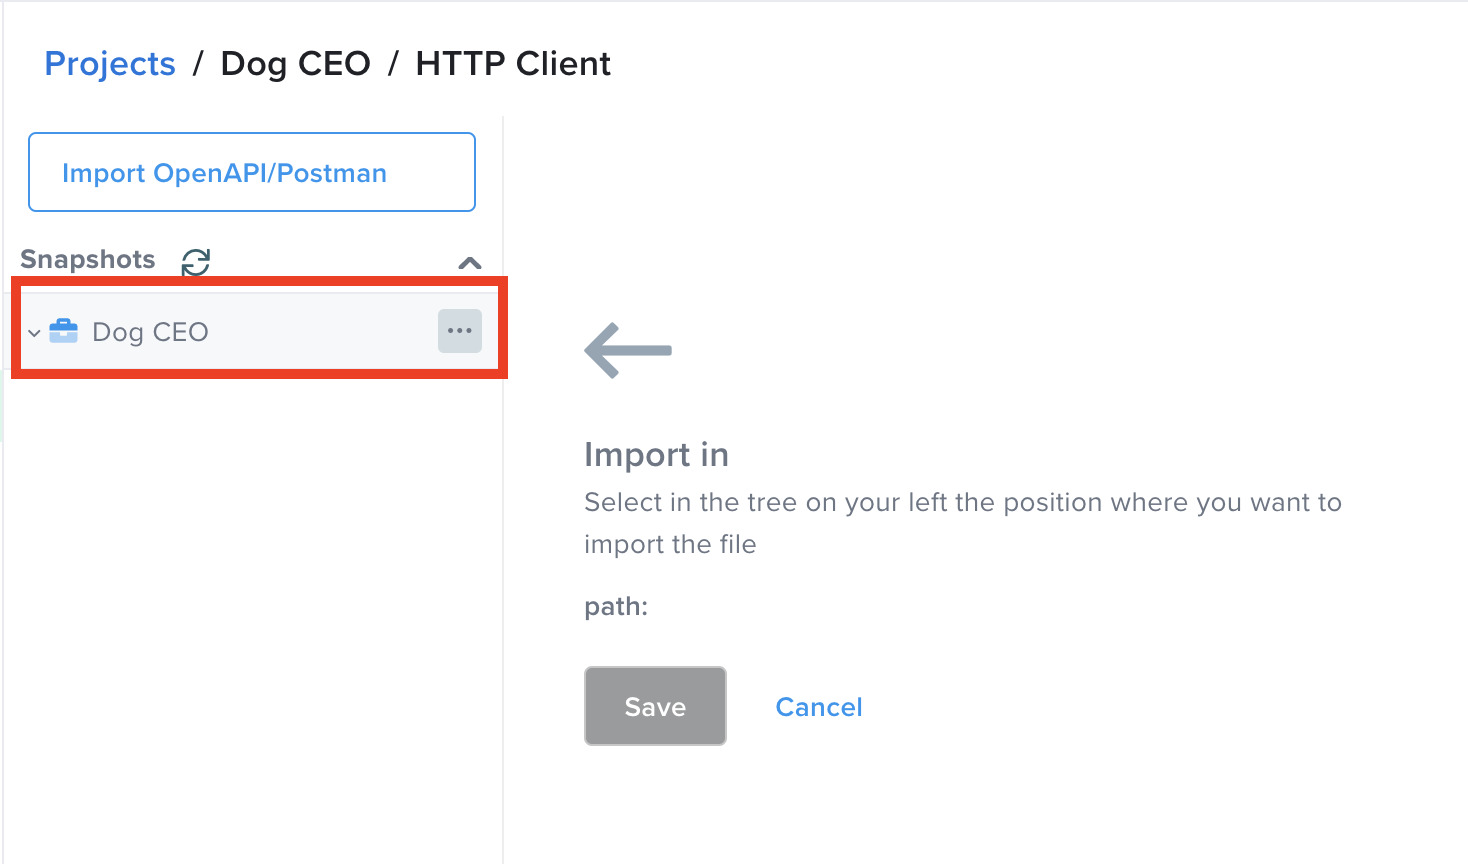 Projects / Dog CEO / HTTP Client
Import OpenAPI/Postman
Snapshots
Dog CEO
Import in
Select in the tree on your left the position where you want to
import the file
path:
Save Cancel